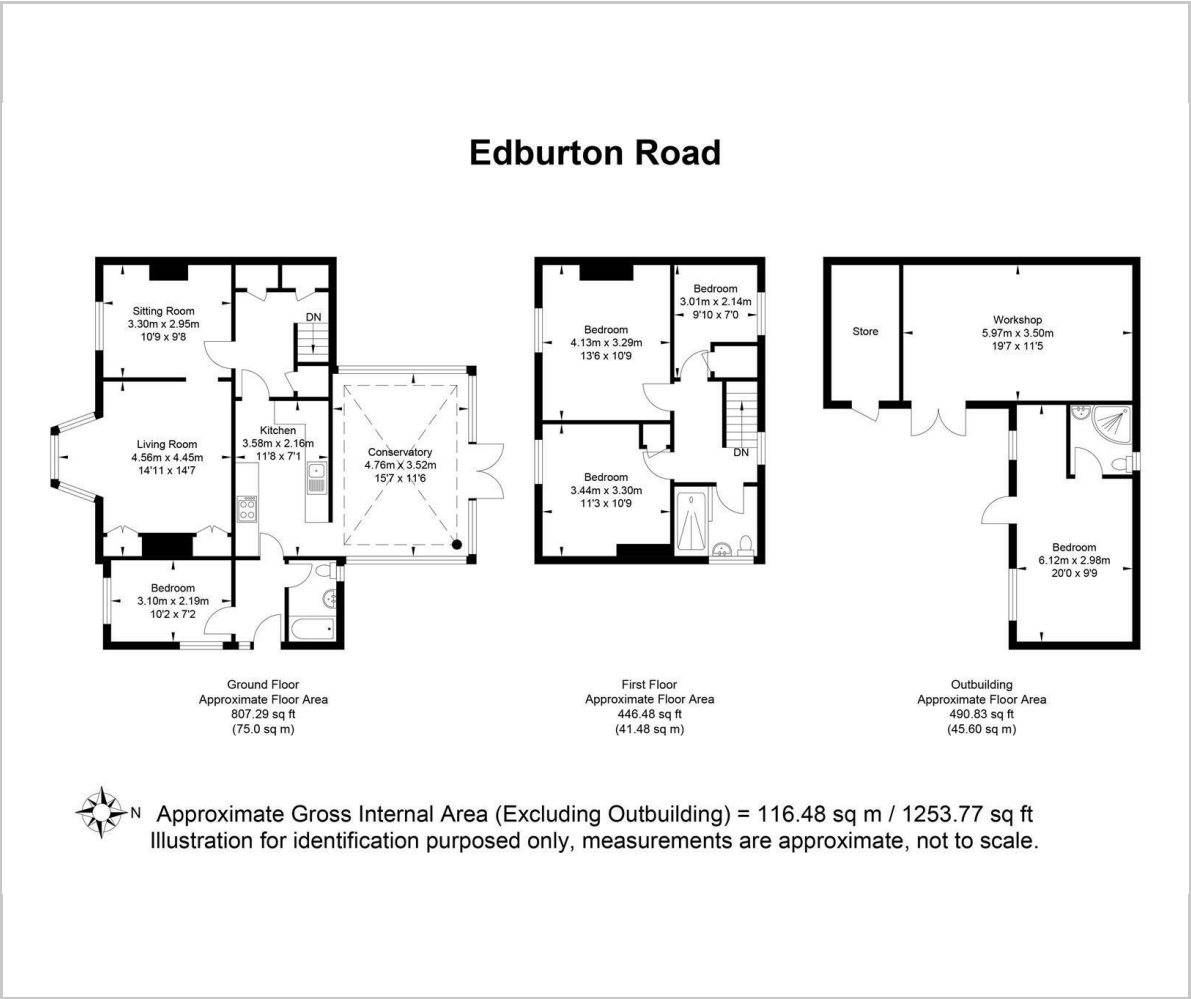 Edburton Road
Sitting Room
3.30m x 2.95m
10'9 x 9'8
DN
Living Room
4.56m x 4.45m
14'11 x 14'7
Kitchen
3.58m x 2.16m
11'8 x 7'1
Conservatory
4.76m x 3.52m
15'7 x 11'6
Bedroom
3.10m x 2.19m
10'2 x 7'2
Ground Floor
Approximate Floor Area
807.29 sq ft
(75.0 sq m)
Bedroom
4.13m x 3.29m
13'6 x 10'9
Bedroom
3.01m x 2.14m
9'10 x 7'0
Bedroom
3.44m x 3.30m
11'3 x 10'9
DN
First Floor
Approximate Floor Area
446.48 sq ft
(41.48 sq m)
Store
Workshop
5.97m x 3.50m
19'7 x 11'5
Bedroom
6.12m x 2.98m
20'0 x 9'9
Outbuilding
Approximate Floor Area
490.83 sq ft
(45.60 sq m)
N
Approximate Gross Internal Area (Excluding Outbuilding) = 116.48 sq m / 1253.77 sq ft
Illustration for identification purposed only, measurements are approximate, not to scale.